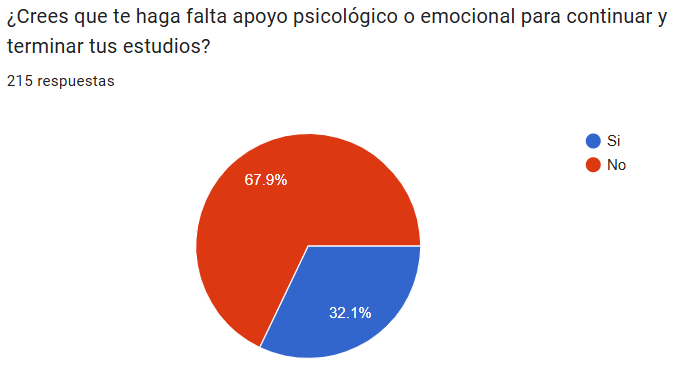 ¿Crees que te haga falta apoyo psicológico o emocional para continuar y
terminar tus estudios?
215 respuestas
Si
No
67.9%
32.1%